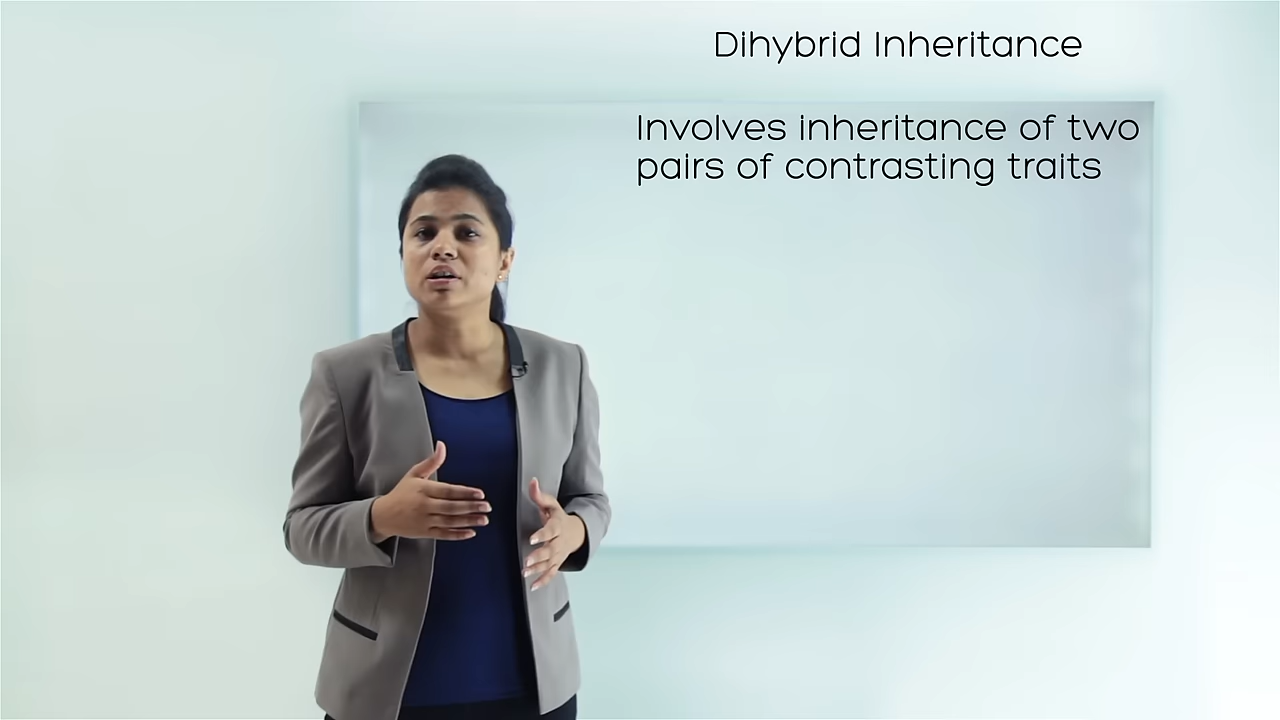 Dihybrid Inheritance
Involves inheritance of two
pairs of contrasting traits